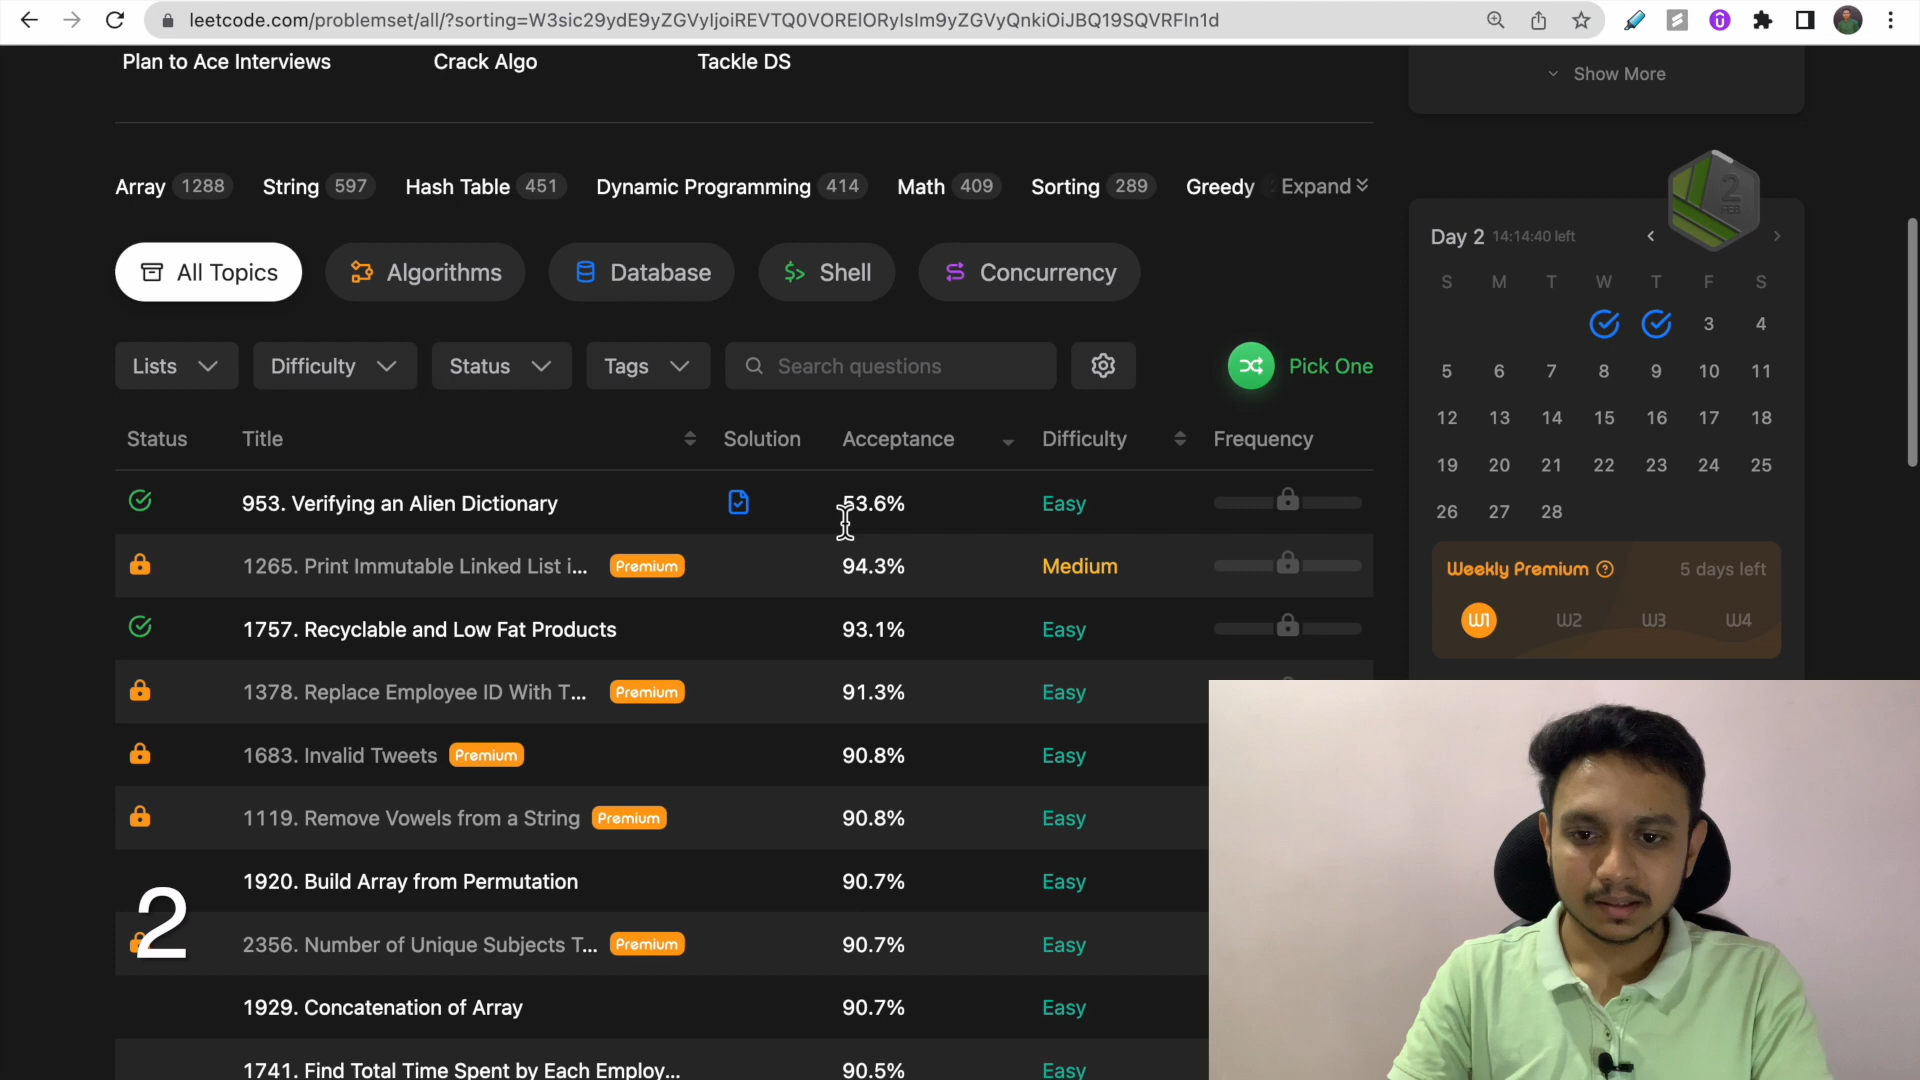 leetcode.com/problemset/all/?sorting=W3sic29ydE9yZGVyIjoiREVTQ0VORElORyIsIm9yZGVyQnkiOiJBQ19SQVRFIn1d
Plan to Ace Interviews Crack Algo Tackle DS
Show More
Array 1288 String 597 Hash Table 451 Dynamic Programming 414 Math 409 Sorting 289 Greedy Expand
2
FEB
Day 2 14:14:40 left
All Topics Algorithms Database Shell Concurrency
S M T W T F S
3 4
5 6 7 8 9 10 11
12 13 14 15 16 17 18
19 20 21 22 23 24 25
26 27 28
Lists Difficulty Status Tags Search questions Pick One
Status Title Solution Acceptance Difficulty Frequency
953. Verifying an Alien Dictionary 53.6% Easy
1265. Print Immutable Linked List i... Premium 94.3% Medium
1757. Recyclable and Low Fat Products 93.1% Easy
1378. Replace Employee ID With T... Premium 91.3% Easy
1683. Invalid Tweets Premium 90.8% Easy
1119. Remove Vowels from a String Premium 90.8% Easy
1920. Build Array from Permutation 90.7% Easy
2356. Number of Unique Subjects T... Premium 90.7% Easy
1929. Concatenation of Array 90.7% Easy
1741. Find Total Time Spent by Each Employ... 90.5% Easy
Weekly Premium 5 days left
W1 W2 W3 W4
2